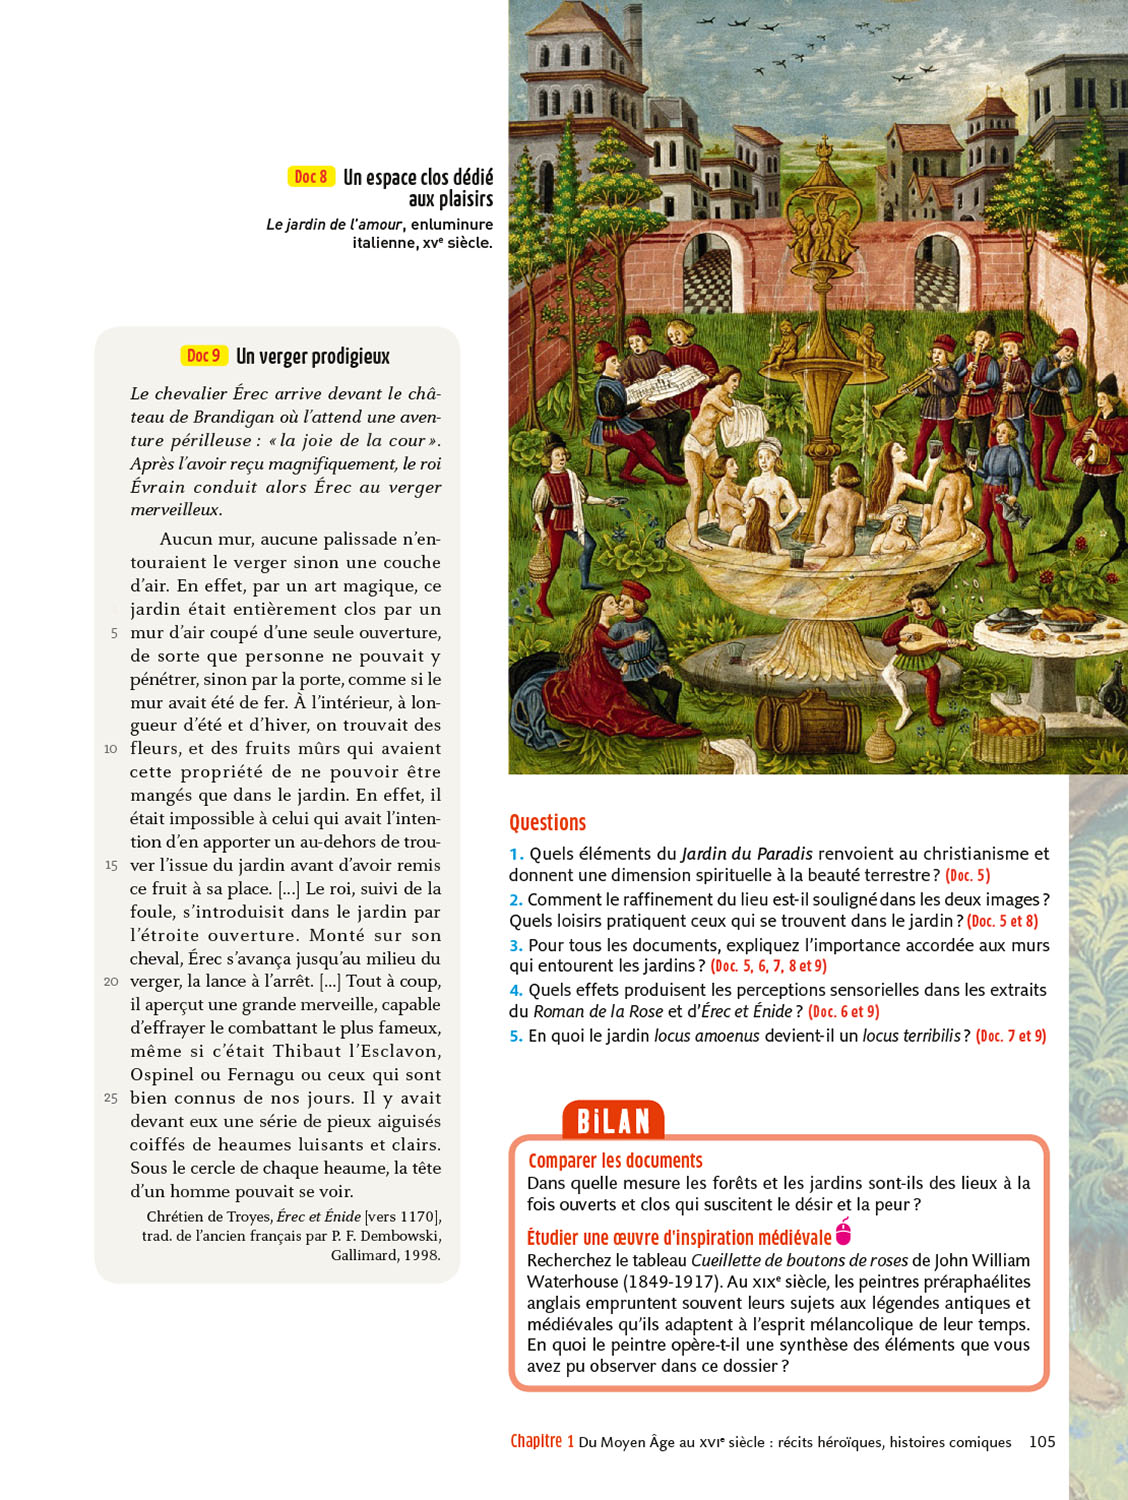 Doc 8 Un espace clos dédié
aux plaisirs
Le jardin de l'amour, enluminure
italienne, XVe siècle.
Doc 9 Un verger prodigieux
Le chevalier Érec arrive devant le châ-
teau de Brandigan où l'attend une aven-
ture périlleuse : « la joie de la cour ».
Après l'avoir reçu magnifiquement, le roi
Évrain conduit alors Érec au verger
merveilleux.
Aucun mur, aucune palissade n'en-
touraient le verger sinon une couche
d'air. En effet, par un art magique, ce
jardin était entièrement clos par un
5 mur d'air coupé d'une seule ouverture,
de sorte que personne ne pouvait y
pénétrer, sinon par la porte, comme si le
mur avait été de fer. À l'intérieur, à lon-
gueur d'été et d'hiver, on trouvait des
10 fleurs, et des fruits mûrs qui avaient
cette propriété de ne pouvoir être
mangés que dans le jardin. En effet, il
était impossible à celui qui avait l'inten-
tion d'en apporter un au-dehors de trou-
15 ver l'issue du jardin avant d'avoir remis
ce fruit à sa place. [...] Le roi, suivi de la
foule, s'introduisit dans le jardin par
l'étroite ouverture. Monté sur son
cheval, Érec s'avança jusqu'au milieu du
20 verger, la lance à l'arrêt. [...] Tout à coup,
il aperçut une grande merveille, capable
d'effrayer le combattant le plus fameux,
même si c'était Thibaut l'Esclavon,
Ospinel ou Fernagu ou ceux qui sont
25 bien connus de nos jours. Il y avait
devant eux une série de pieux aiguisés
coiffés de heaumes luisants et clairs.
Sous le cercle de chaque heaume, la tête
d'un homme pouvait se voir.
Chrétien de Troyes, Érec et Énide [vers 1170],
trad. de l'ancien français par P. F. Dembowski,
Gallimard, 1998.
Questions
1. Quels éléments du Jardin du Paradis renvoient au christianisme et
donnent une dimension spirituelle à la beauté terrestre ? (Doc. 5)
2. Comment le raffinement du lieu est-il souligné dans les deux images ?
Quels loisirs pratiquent ceux qui se trouvent dans le jardin ? (Doc. 5 et 8)
3. Pour tous les documents, expliquez l'importance accordée aux murs
qui entourent les jardins ? (Doc. 5, 6, 7, 8 et 9)
4. Quels effets produisent les perceptions sensorielles dans les extraits
du Roman de la Rose et d'Érec et Énide ? (Doc. 6 et 9)
5. En quoi le jardin locus amoenus devient-il un locus terribilis ? (Doc. 7 et 9)
BiLAN
Comparer les documents
Dans quelle mesure les forêts et les jardins sont-ils des lieux à la
fois ouverts et clos qui suscitent le désir et la peur ?
Étudier une œuvre d'inspiration médiévale
Recherchez le tableau Cueillette de boutons de roses de John William
Waterhouse (1849-1917). Au XIXe siècle, les peintres préraphaélites
anglais empruntent souvent leurs sujets aux légendes antiques et
médiévales qu'ils adaptent à l'esprit mélancolique de leur temps.
En quoi le peintre opère-t-il une synthèse des éléments que vous
avez pu observer dans ce dossier ?
Chapitre 1 Du Moyen Âge au XVIe siècle : récits héroïques, histoires comiques 105